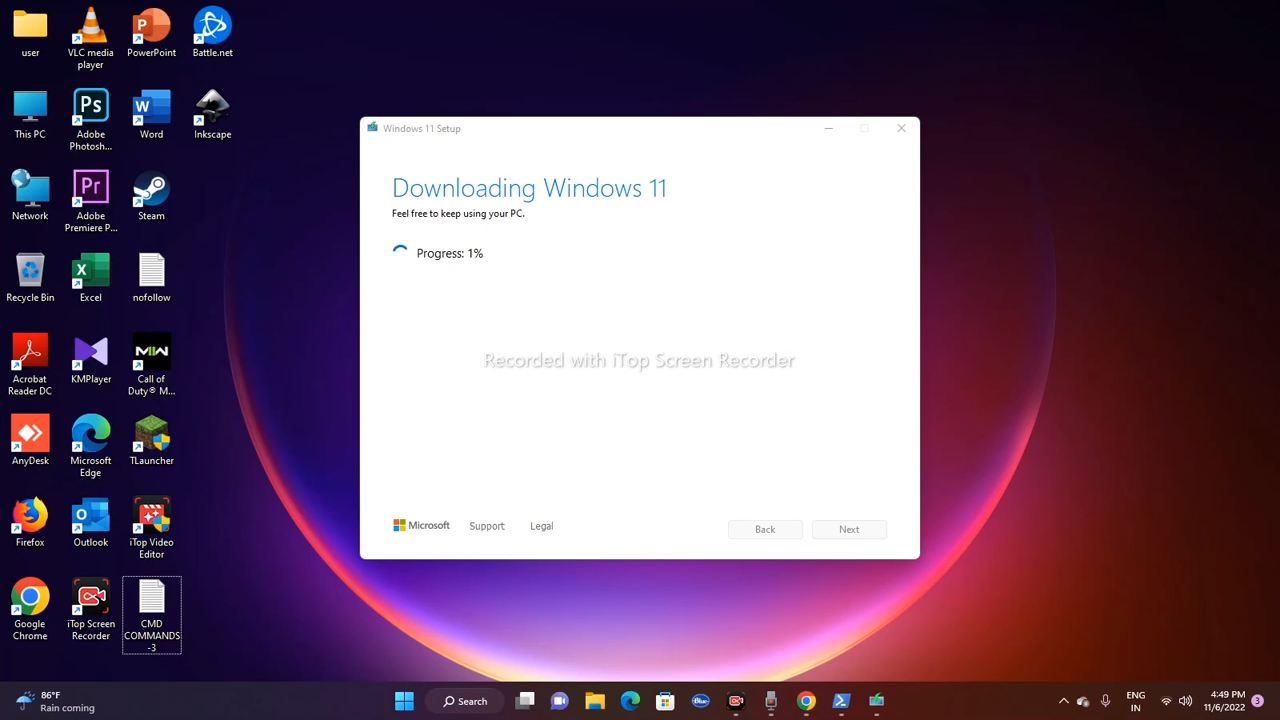 user
VLC media
player
PowerPoint
Battle.net
This PC
Ps
Adobe
Photosh...
W
Word
Inkscape
Network
Pr
Adobe
Premiere P...
Steam
Recycle Bin
X
Excel
nofollow
Acrobat
Reader DC
KMPlayer
MW
Call of
Duty® M...
AnyDesk
Microsoft
Edge
TLauncher
Firefox
Outlook
iTop Video
Editor
Google
Chrome
iTop Screen
Recorder
CMD
COMMANDS
-3
Windows 11 Setup
Downloading Windows 11
Feel free to keep using your PC.
Progress: 1%
Recorded with iTop Screen Recorder
Microsoft
Support
Legal
Back
Next
86°F
Rain coming
Search
ENG
IN
4:49 PM
11/6/2022
3